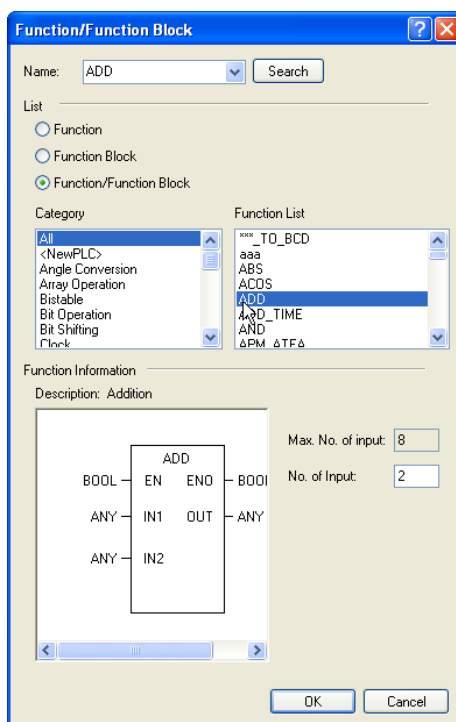 Function/Function Block
Name: ADD Search
List
Function
Function Block
Function/Function Block
Category
All
<NewPLC>
Angle Conversion
Array Operation
Bistable
Bit Operation
Bit Shifting
Clock
Function List
***_TO_BCD
aaa
ABS
ACOS
ADD
ADD_TIME
AND
APM_ATEA
Function Information
Description: Addition
ADD
BOOL EN ENO BOOL
ANY IN1 OUT ANY
ANY IN2
Max. No. of input: 8
No. of Input: 2
OK Cancel